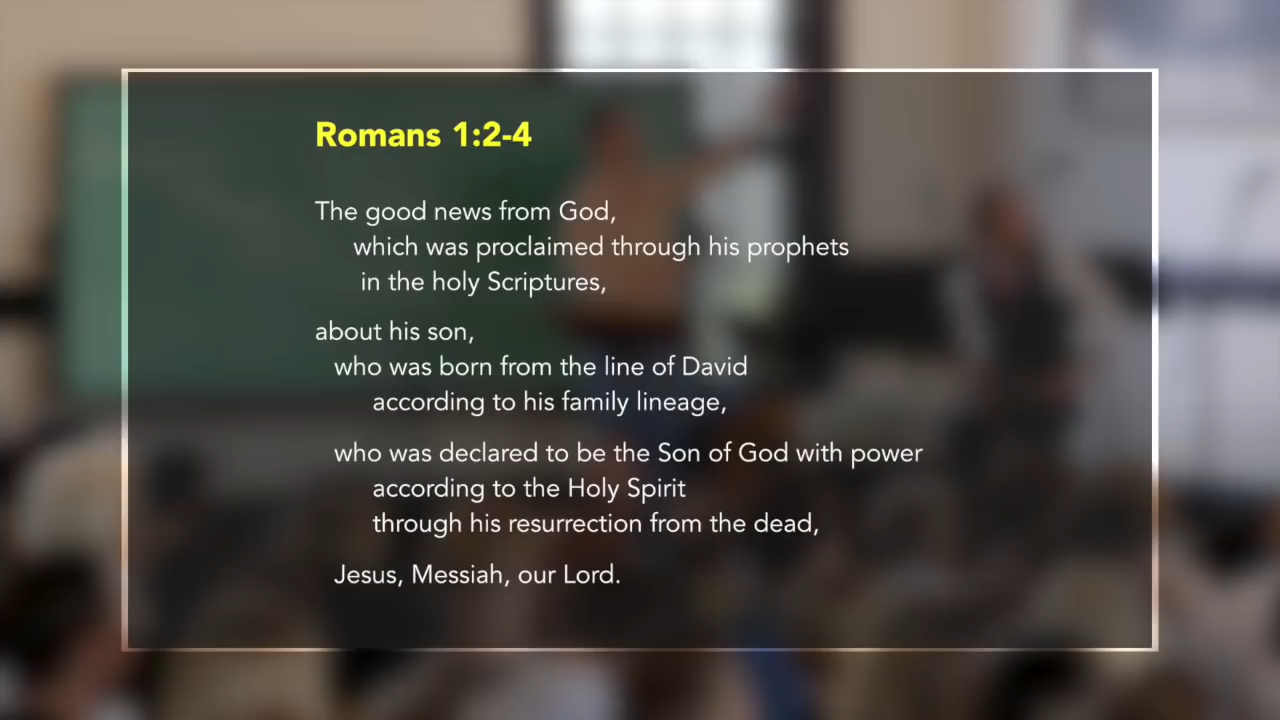 Romans 1:2-4
The good news from God,
which was proclaimed through his prophets
in the holy Scriptures,
about his son,
who was born from the line of David
according to his family lineage,
who was declared to be the Son of God with power
according to the Holy Spirit
through his resurrection from the dead,
Jesus, Messiah, our Lord.